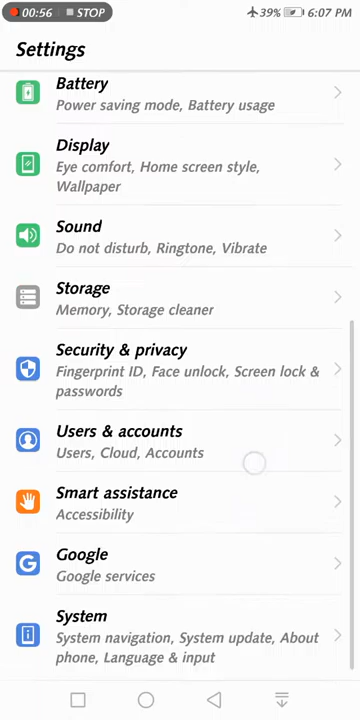 00:56 STOP 39% 6:07 PM
Settings
Battery
Power saving mode, Battery usage
Display
Eye comfort, Home screen style,
Wallpaper
Sound
Do not disturb, Ringtone, Vibrate
Storage
Memory, Storage cleaner
Security & privacy
Fingerprint ID, Face unlock, Screen lock &
passwords
Users & accounts
Users, Cloud, Accounts
Smart assistance
Accessibility
G Google
Google services
System
System navigation, System update, About
phone, Language & input